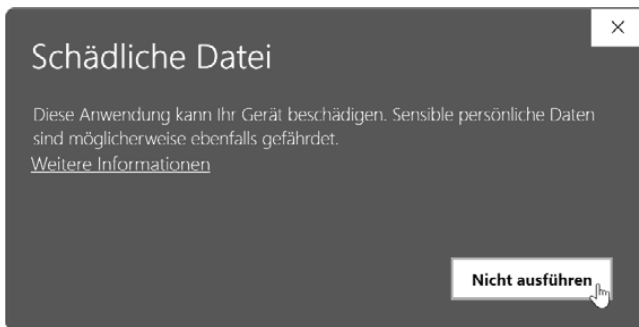 Schädliche Datei
Diese Anwendung kann Ihr Gerät beschädigen. Sensible persönliche Daten
sind möglicherweise ebenfalls gefährdet.
Weitere Informationen
Nicht ausführen